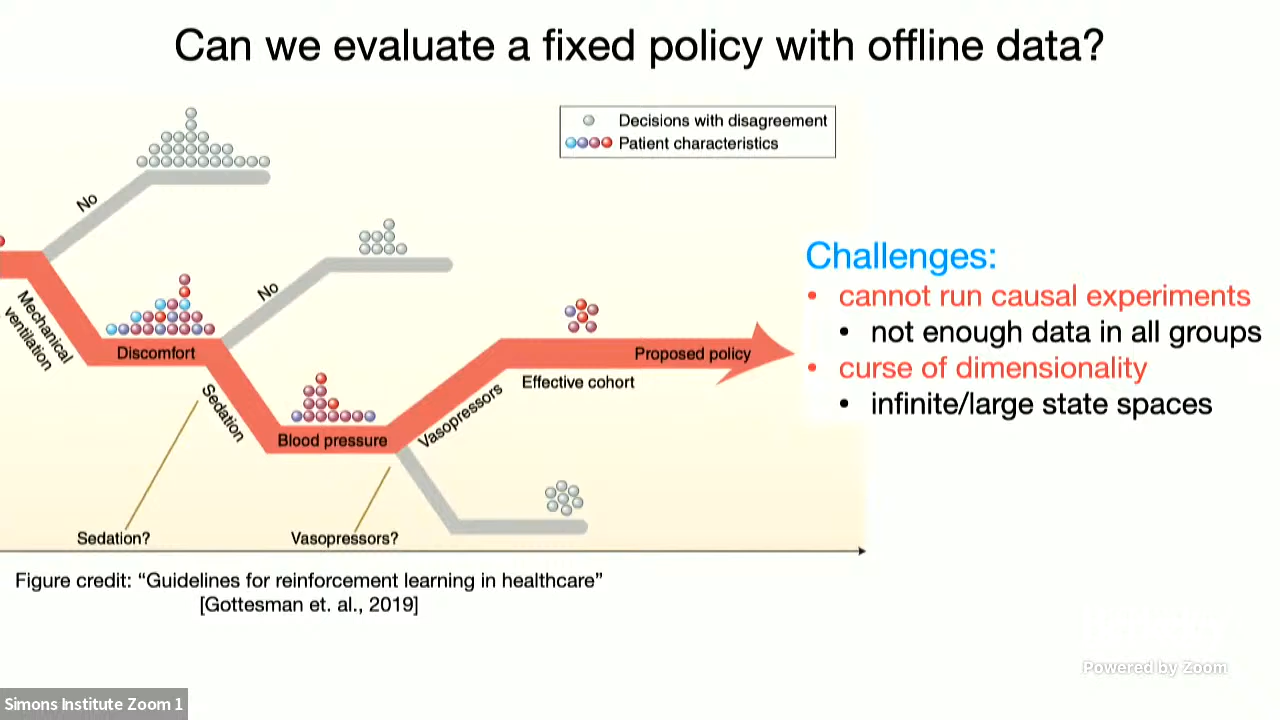 Can we evaluate a fixed policy with offline data?
Decisions with disagreement
Patient characteristics
No
Mechanical
ventilation
Discomfort
No
Sedation
Blood pressure
Vasopressors
Proposed policy
Effective cohort
Sedation?
Vasopressors?
Challenges:
• cannot run causal experiments
• not enough data in all groups
• curse of dimensionality
• infinite/large state spaces
Figure credit: “Guidelines for reinforcement learning in healthcare”
[Gottesman et. al., 2019]
Powered by Zoom
Simons Institute Zoom 1